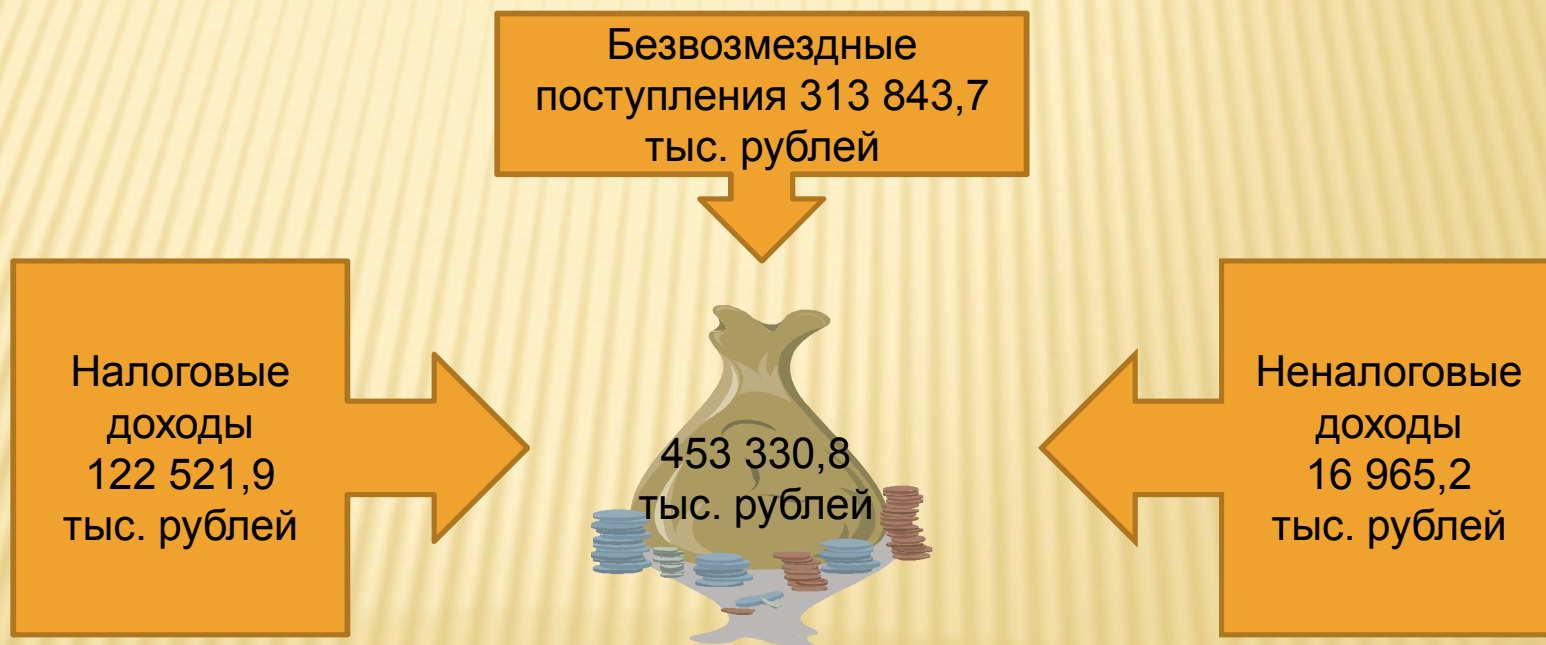 Безвозмездные
поступления 313 843,7
тыс. рублей
Налоговые
доходы
122 521,9
тыс. рублей
453 330,8
тыс. рублей
Неналоговые
доходы
16 965,2
тыс. рублей